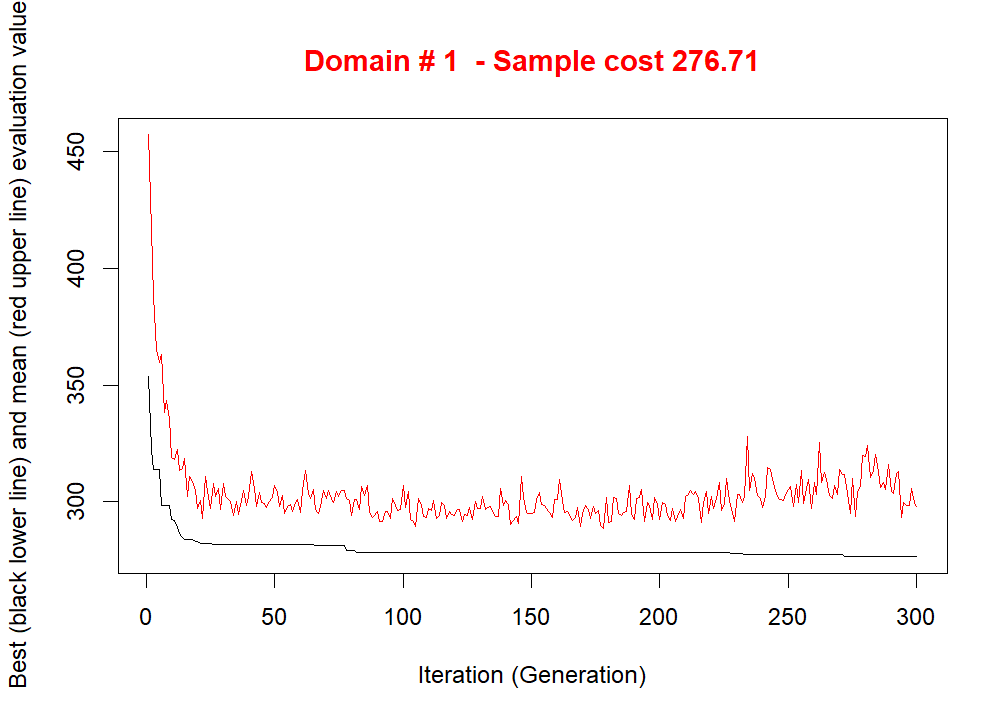 Domain # 1  - Sample cost 276.71
Best (black lower line) and mean (red upper line) evaluation value
450
400
350
300
0 50 100 150 200 250 300
Iteration (Generation)